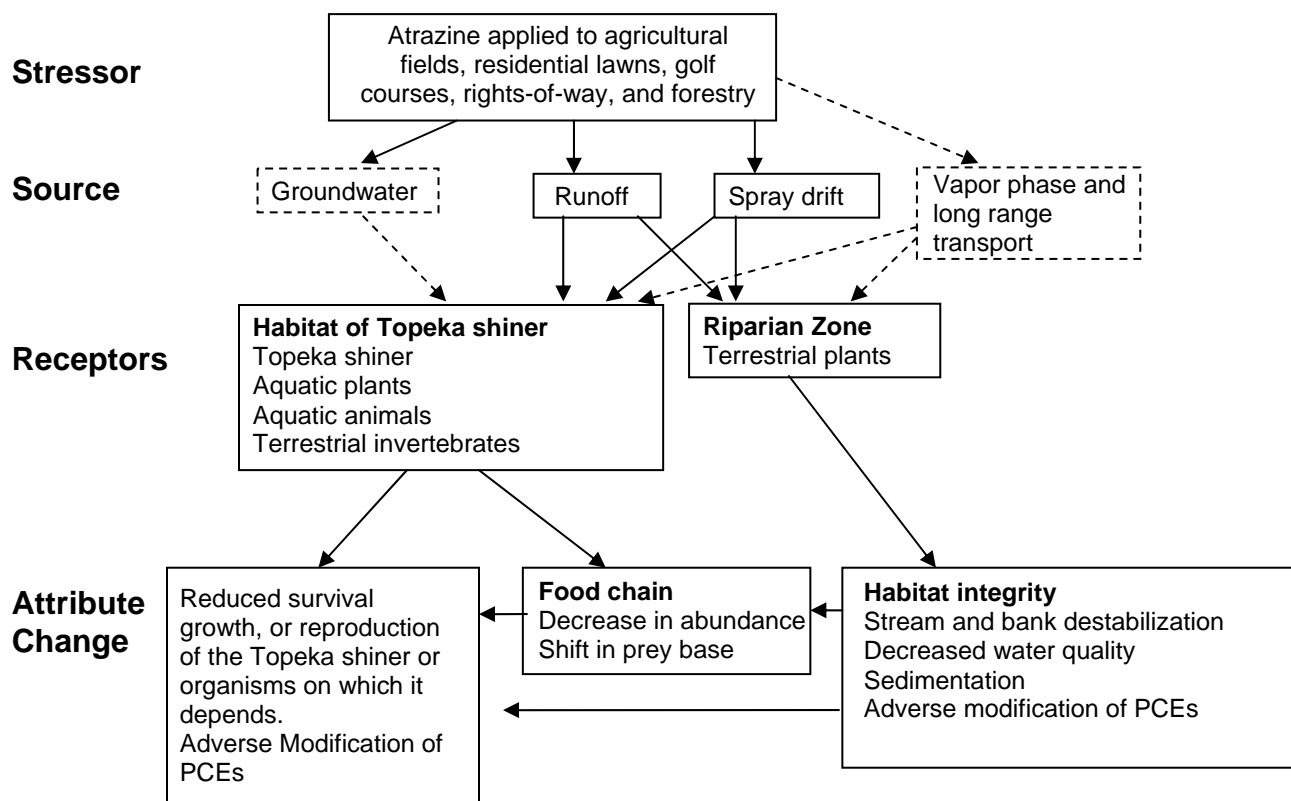 Stressor
Atrazine applied to agricultural
fields, residential lawns, golf
courses, rights-of-way, and forestry
Source
Groundwater
Runoff
Spray drift
Vapor phase and
long range
transport
Receptors
Habitat of Topeka shiner
Topeka shiner
Aquatic plants
Aquatic animals
Terrestrial invertebrates
Riparian Zone
Terrestrial plants
Attribute
Change
Reduced survival
growth, or reproduction
of the Topeka shiner or
organisms on which it
depends.
Adverse Modification of
PCEs
Food chain
Decrease in abundance
Shift in prey base
Habitat integrity
Stream and bank destabilization
Decreased water quality
Sedimentation
Adverse modification of PCEs